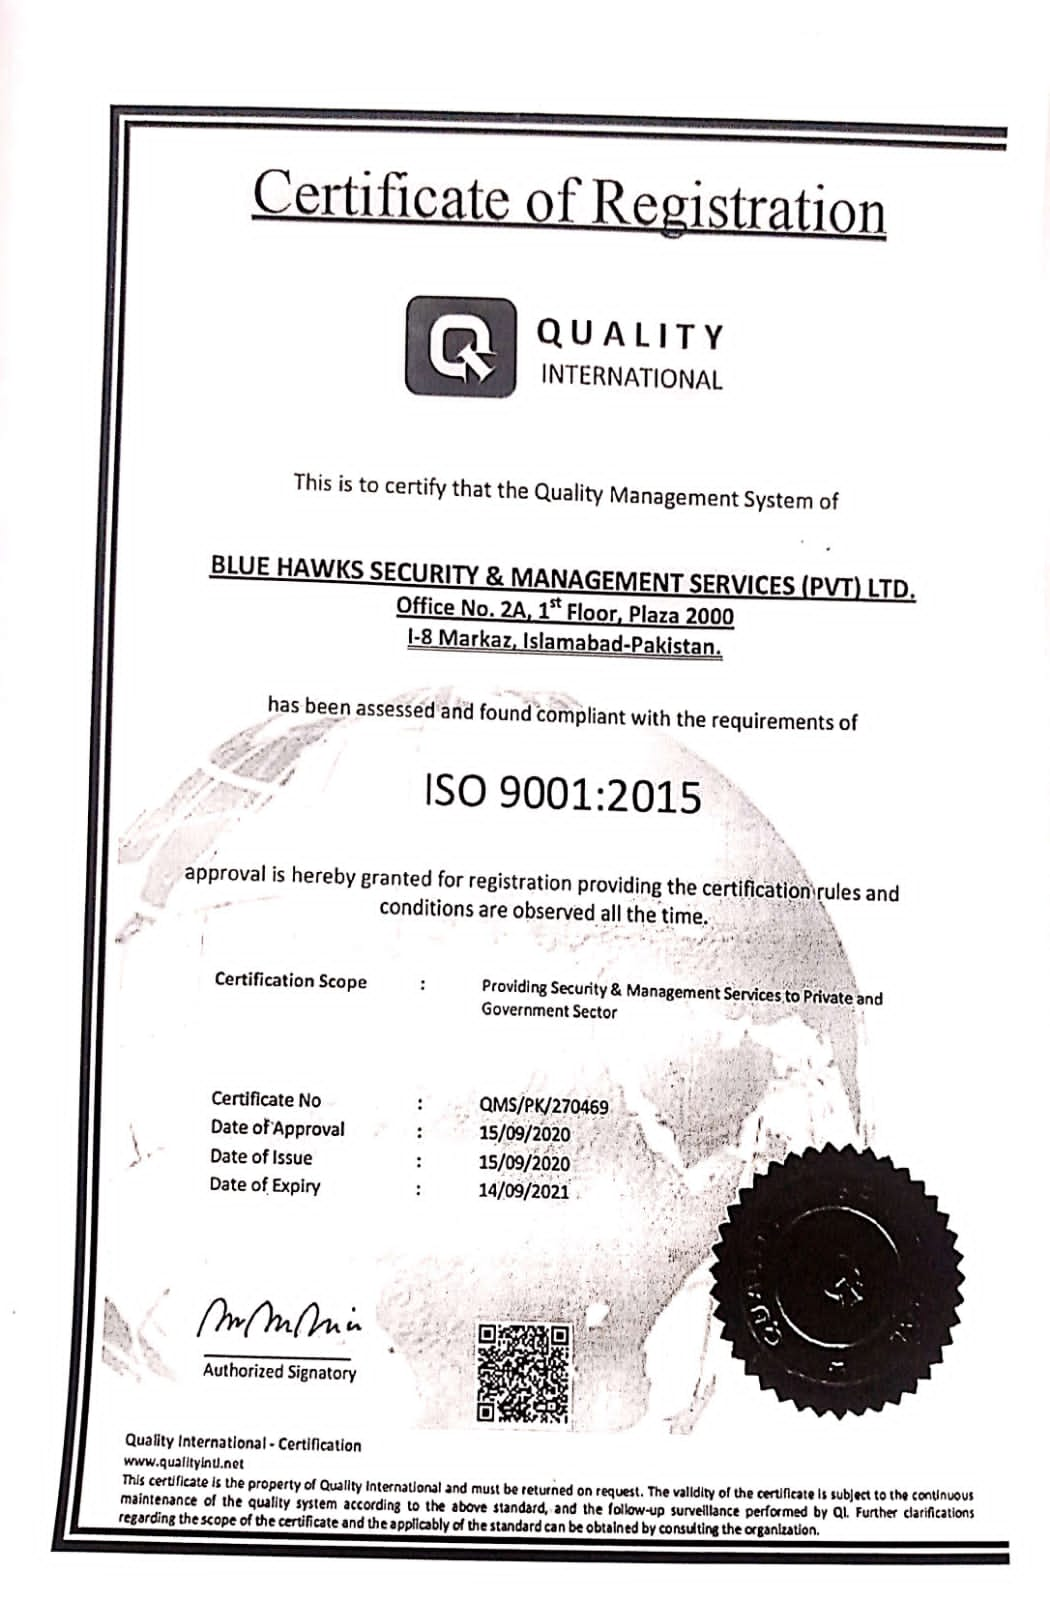 Certificate of Registration
QUALITY
INTERNATIONAL
This is to certify that the Quality Management System of
BLUE HAWKS SECURITY & MANAGEMENT SERVICES (PVT) LTD.
Office No. 2A, 1st Floor, Plaza 2000
I-8 Markaz, Islamabad-Pakistan.
has been assessed and found compliant with the requirements of
ISO 9001:2015
approval is hereby granted for registration providing the certification rules and
conditions are observed all the time.
Certification Scope : Providing Security & Management Services to Private and
Government Sector
Certificate No : QMS/PK/270469
Date of Approval : 15/09/2020
Date of Issue : 15/09/2020
Date of Expiry : 14/09/2021
Authorized Signatory
Quality International - Certification
www.qualityintl.net
This certificate is the property of Quality International and must be returned on request. The validity of the certificate is subject to the continuous
maintenance of the quality system according to the above standard, and the follow-up surveillance performed by QI. Further clarifications
regarding the scope of the certificate and the applicably of the standard can be obtained by consulting the organization.